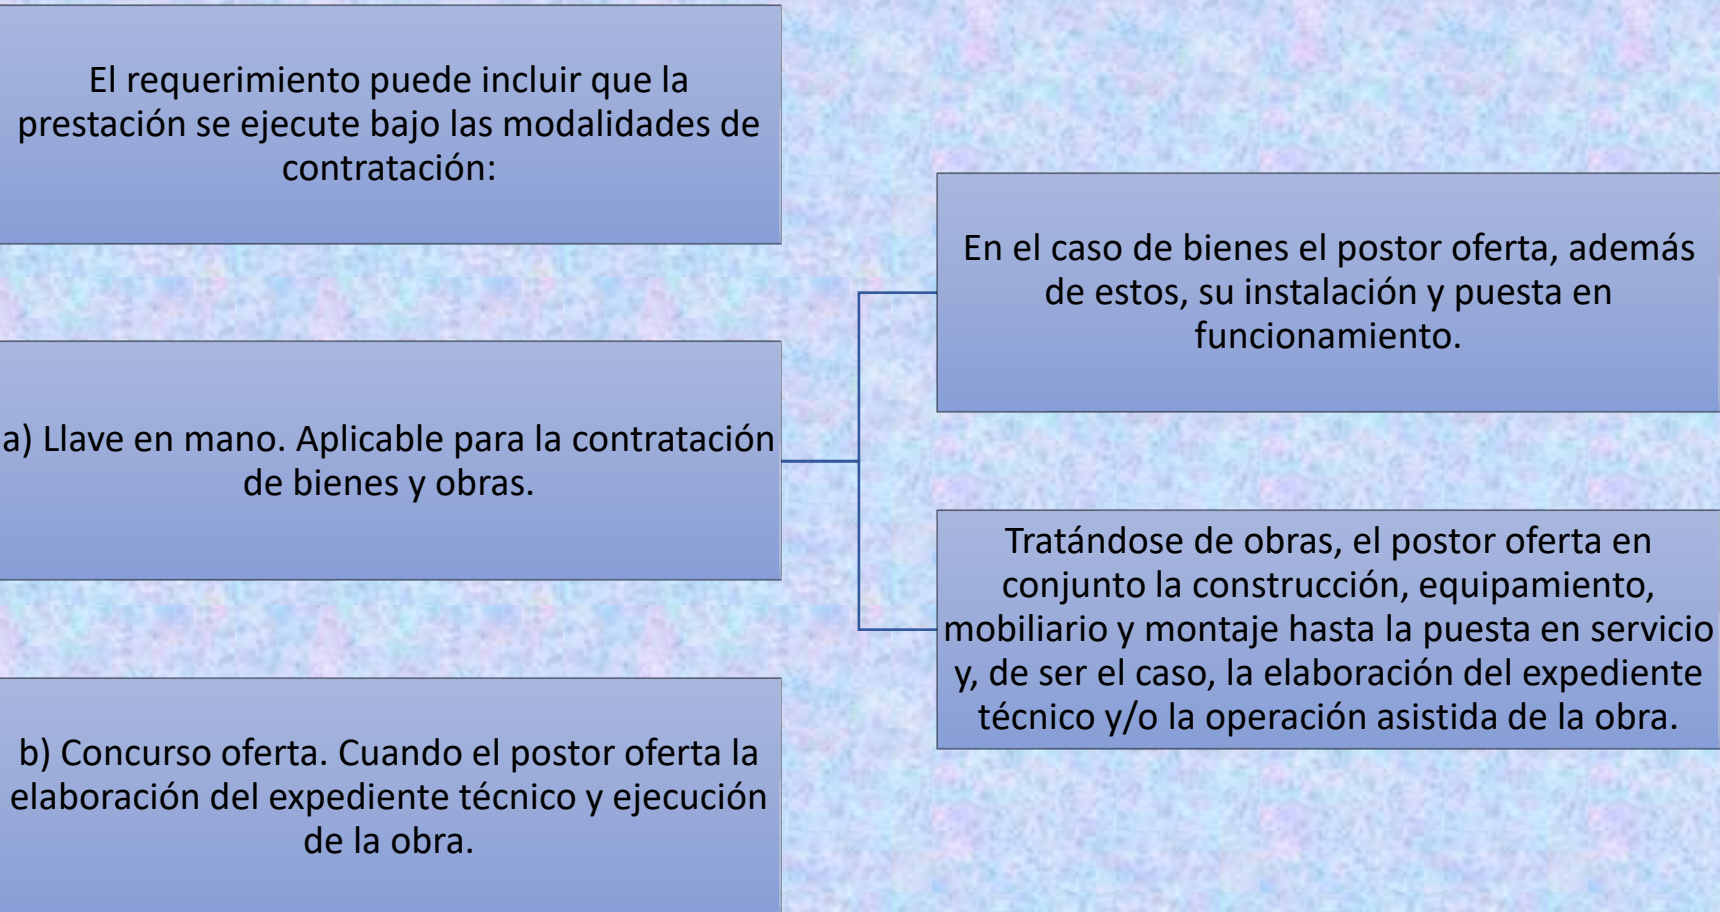 El requerimiento puede incluir que la
prestación se ejecute bajo las modalidades de
contratación:
a) Llave en mano. Aplicable para la contratación
de bienes y obras.
En el caso de bienes el postor oferta, además
de estos, su instalación y puesta en
funcionamiento.
Tratándose de obras, el postor oferta en
conjunto la construcción, equipamiento,
mobiliario y montaje hasta la puesta en servicio
y, de ser el caso, la elaboración del expediente
técnico y/o la operación asistida de la obra.
b) Concurso oferta. Cuando el postor oferta la
elaboración del expediente técnico y ejecución
de la obra.